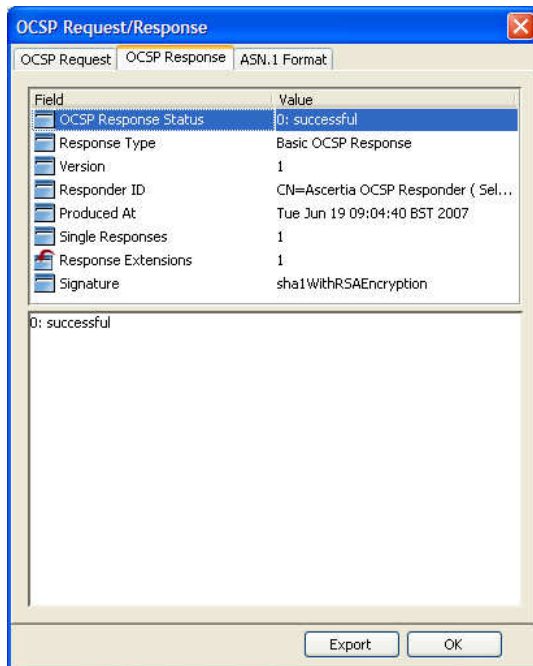 OCSP Request/Response
OCSP Request OCSP Response ASN.1 Format
Field Value
OCSP Response Status 0: successful
Response Type Basic OCSP Response
Version 1
Responder ID CN=Ascertia OCSP Responder ( Sel...
Produced At Tue Jun 19 09:04:40 BST 2007
Single Responses 1
Response Extensions 1
Signature sha1WithRSAEncryption
0: successful
Export OK